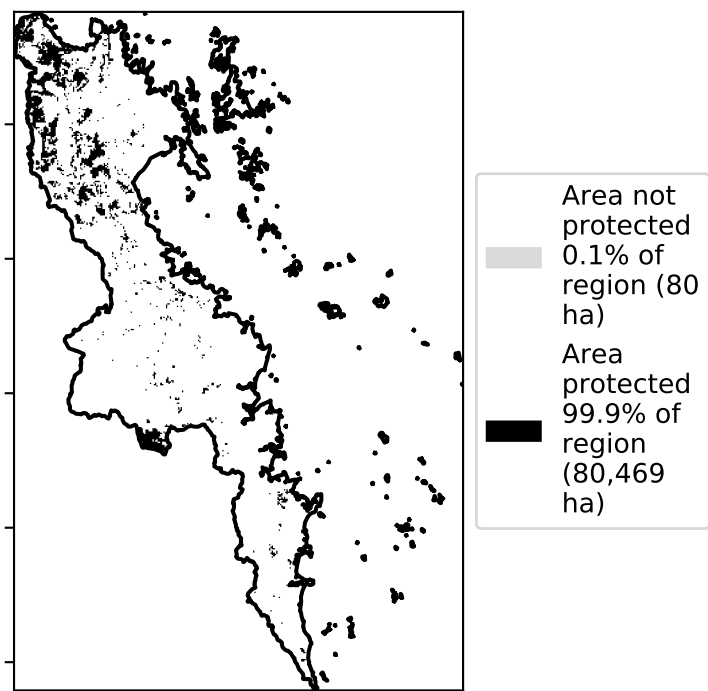 Area not
protected
0.1% of
region (80
ha)
Area
protected
99.9% of
region
(80,469
ha)